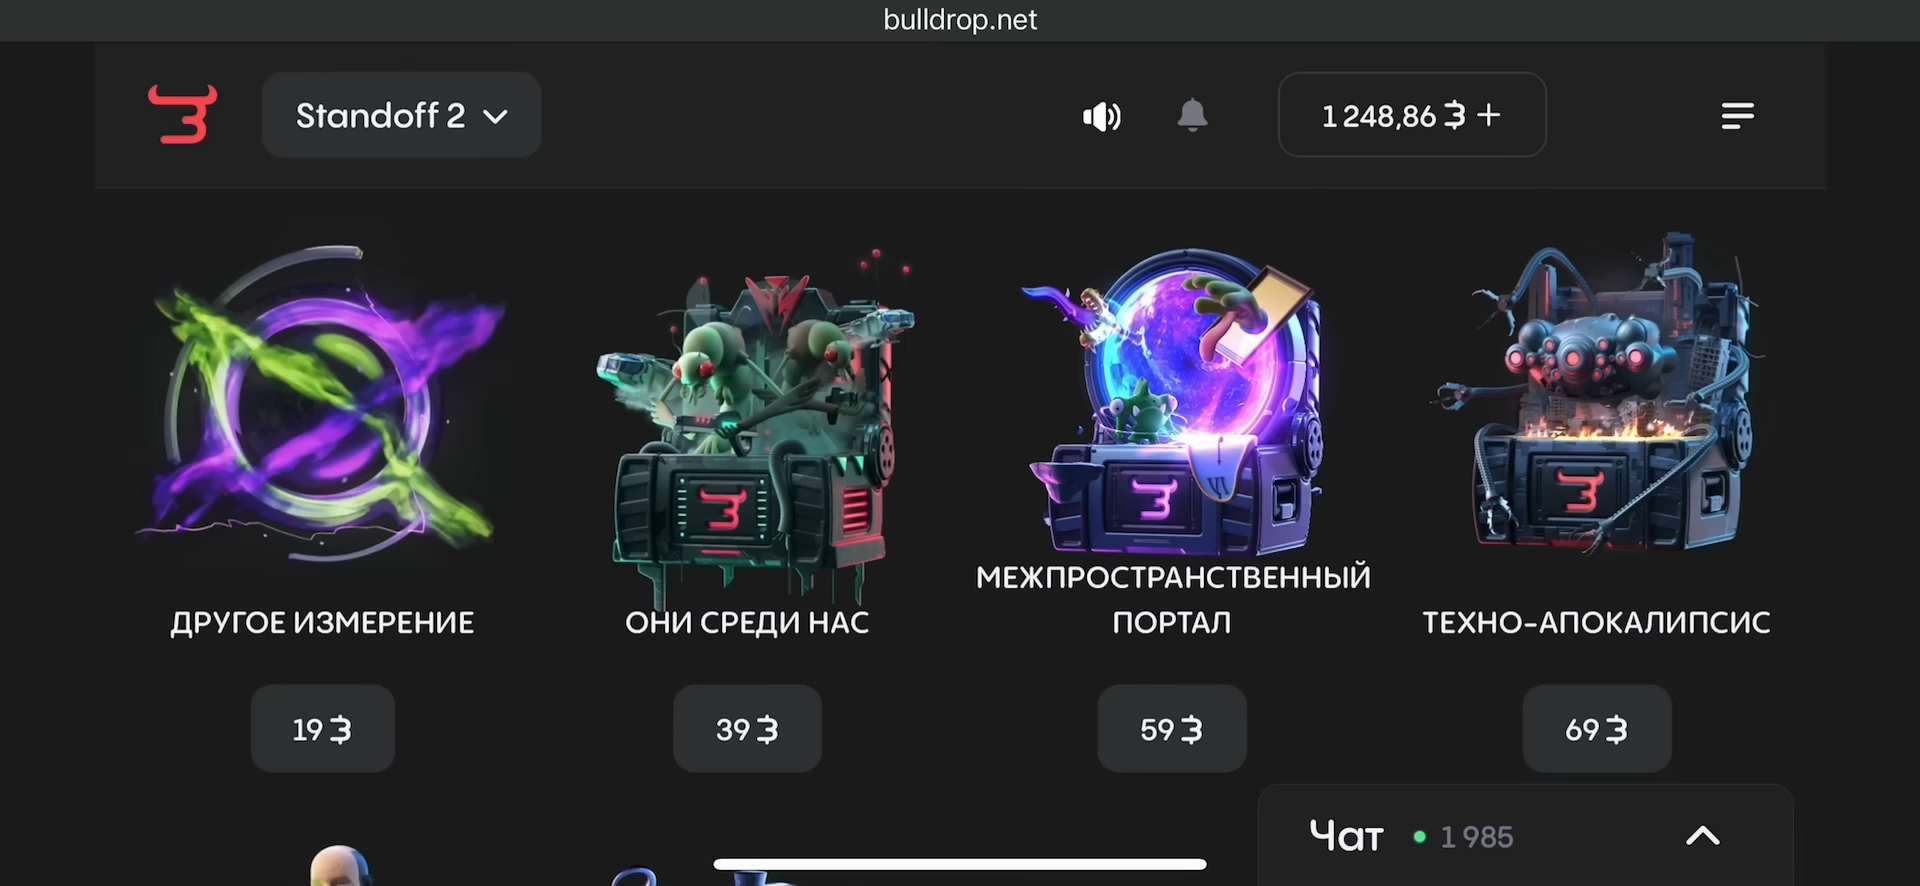 bulldrop.net
Standoff 2
1 248,86
ДРУГОЕ ИЗМЕРЕНИЕ
ОНИ СРЕДИ НАС
МЕЖПРОСТРАНСТВЕННЫЙ
ПОРТАЛ
ТЕХНО-АПОКАЛИПСИС
19
39
59
69
Чат 1 985